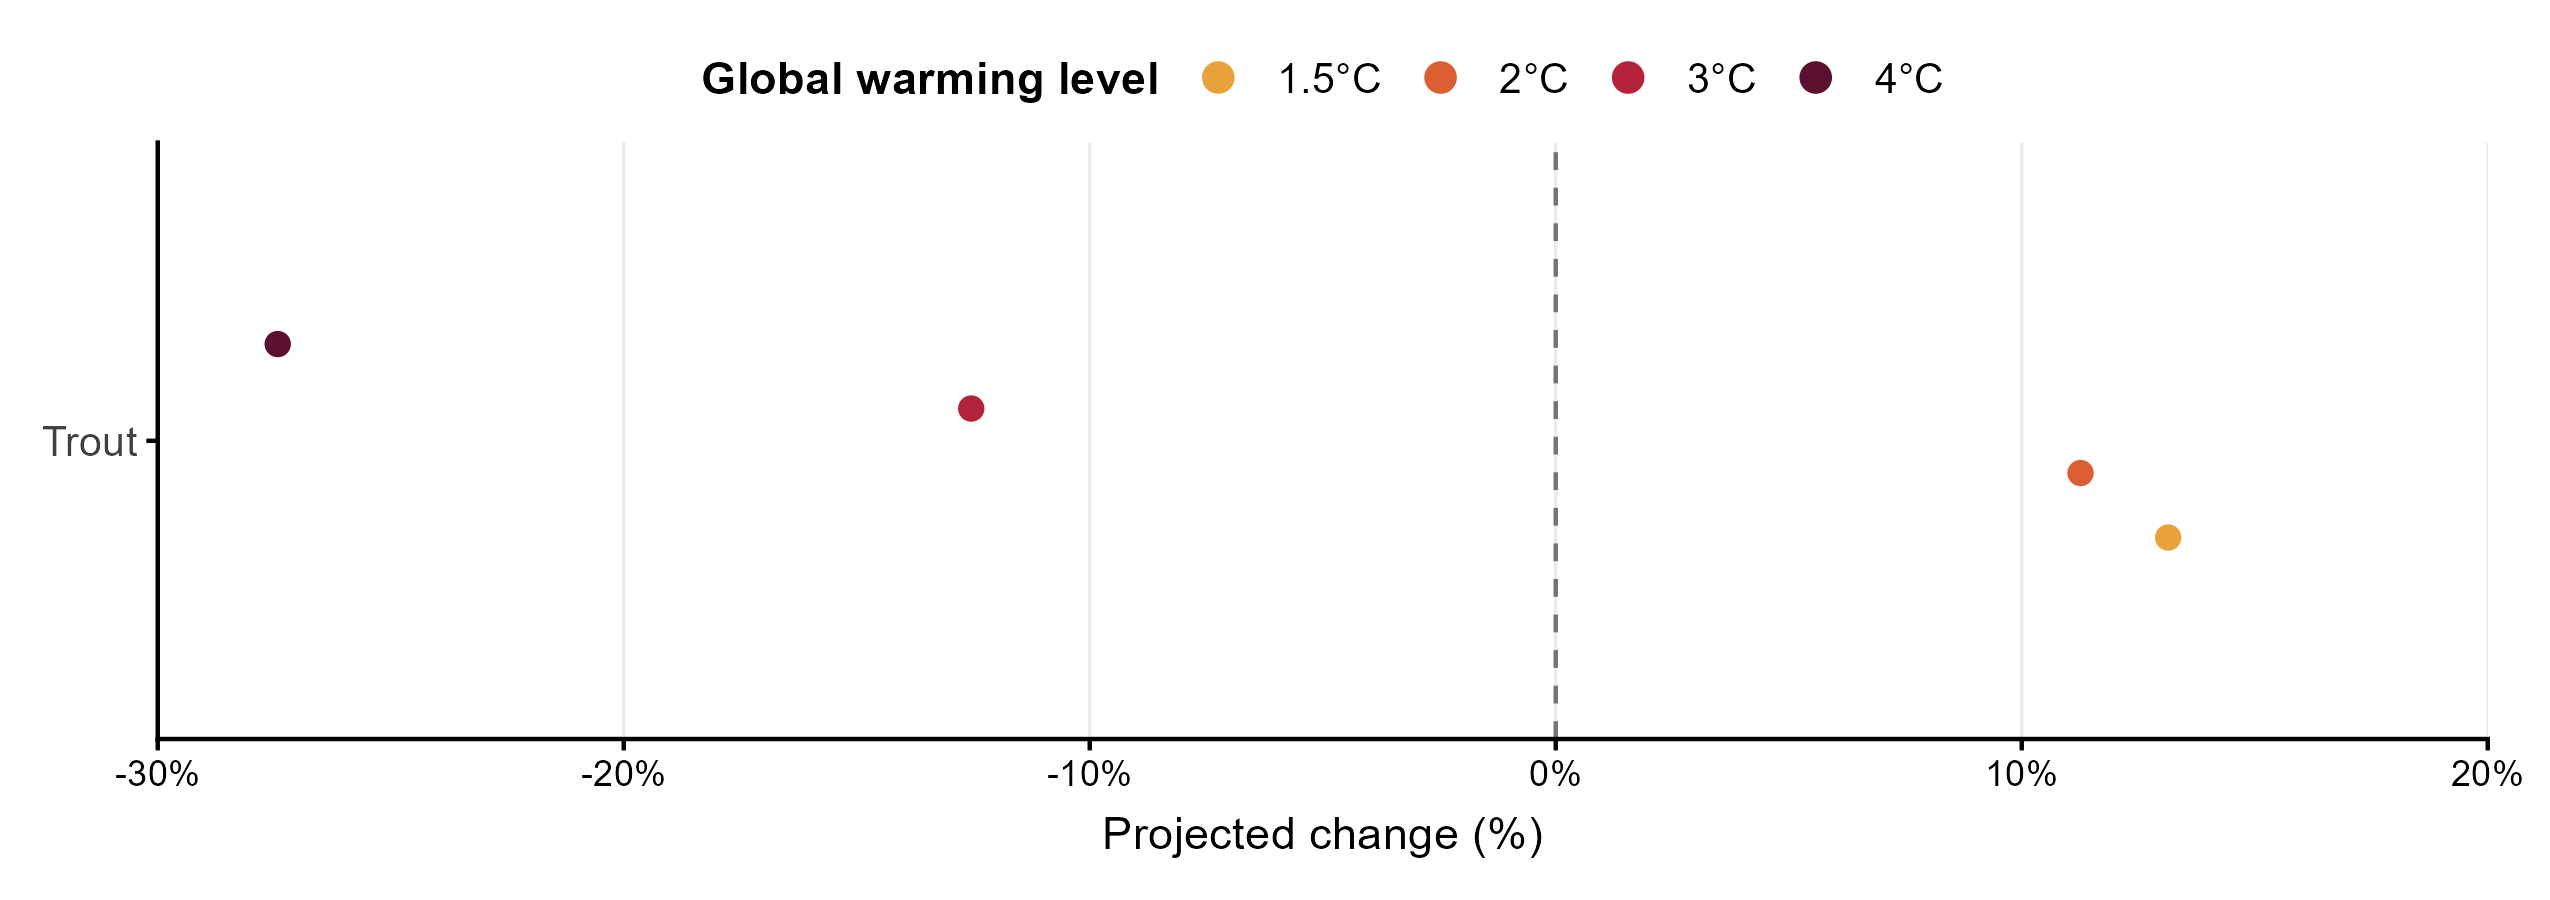 Global warming level 1.5°C 2°C 3°C 4°C
Trout
-30% -20% -10% 0% 10% 20%
Projected change (%)